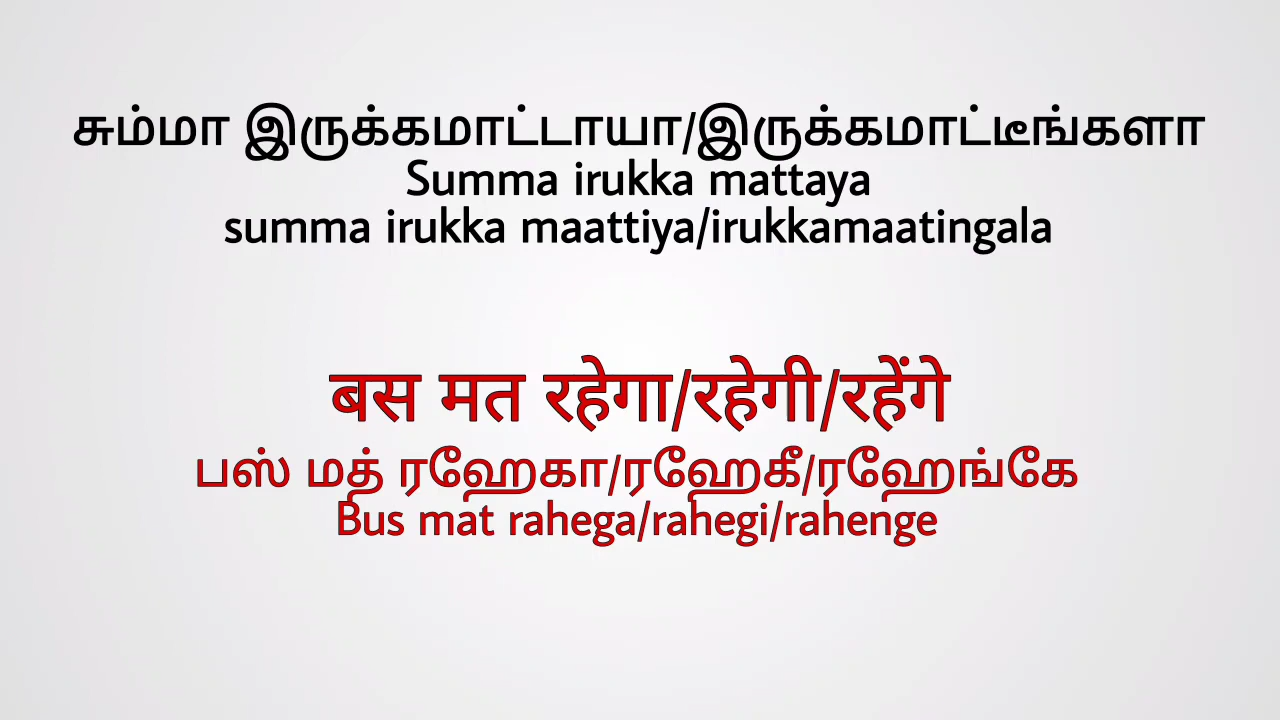 சும்மா இருக்கமாட்டாயா/இருக்கமாட்டீங்களா
Summa irukka mattaya
summa irukka maattiya/irukkamaatingala
बस मत रहेगा/रहेगी/रहेंगे
பஸ் மத் ரஹேகா/ரஹேகீ/ரஹேங்கே
Bus mat rahega/rahegi/rahenge